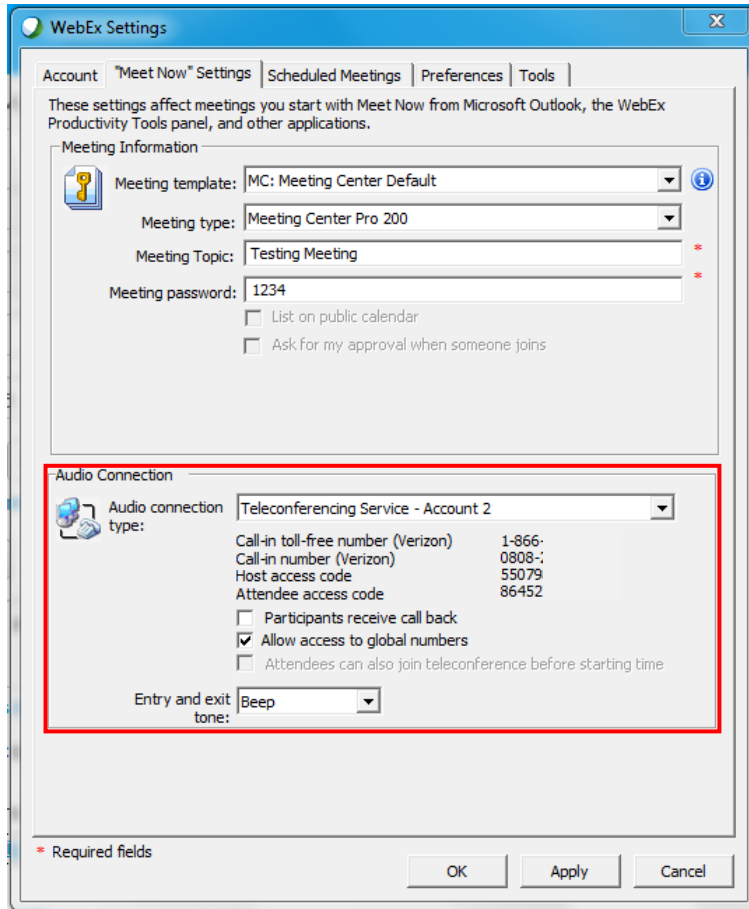 WebEx Settings
Account "Meet Now" Settings Scheduled Meetings Preferences Tools
These settings affect meetings you start with Meet Now from Microsoft Outlook, the WebEx
Productivity Tools panel, and other applications.
Meeting Information
Meeting template: MC: Meeting Center Default
Meeting type: Meeting Center Pro 200
Meeting Topic: Testing Meeting *
Meeting password: 1234 *
List on public calendar
Ask for my approval when someone joins
Audio Connection
Audio connection type: Teleconferencing Service - Account 2
Call-in toll-free number (Verizon) 1-866-
Call-in number (Verizon) 0808-
Host access code 55079
Attendee access code 86452
Participants receive call back
Allow access to global numbers
Attendees can also join teleconference before starting time
Entry and exit tone: Beep
* Required fields
OK Apply Cancel